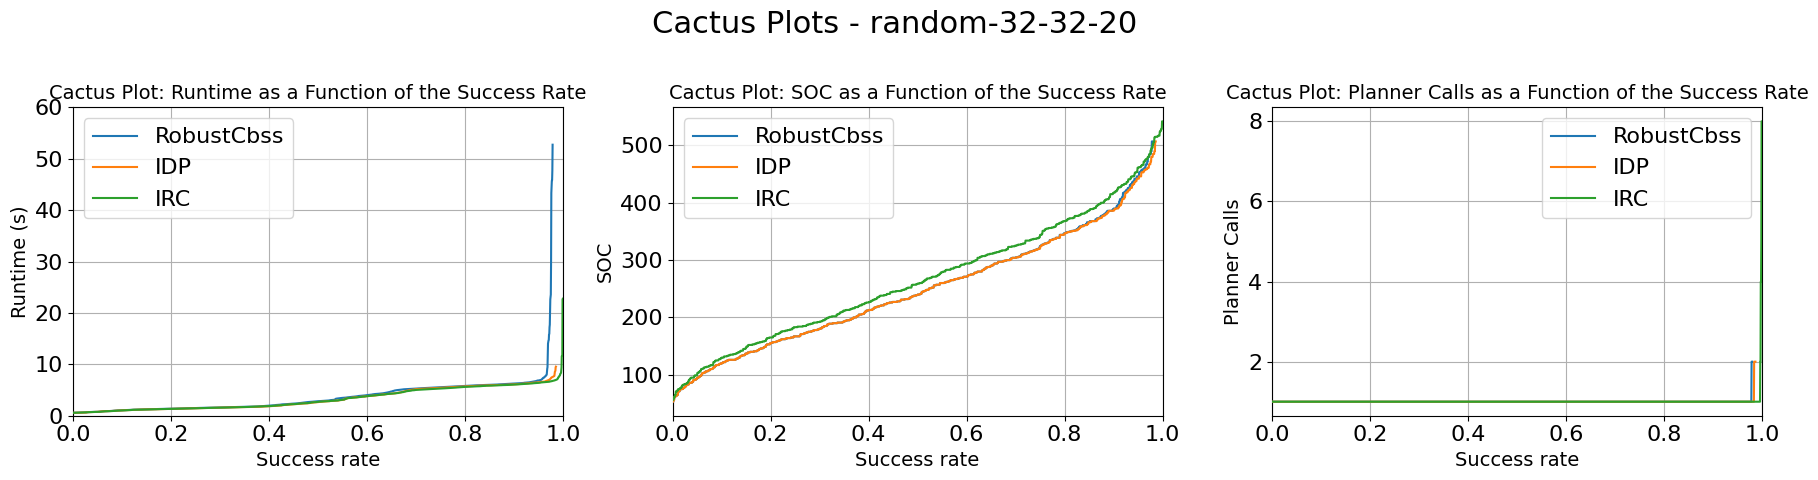 Cactus Plots - random-32-32-20
Cactus Plot: Runtime as a Function of the Success Rate
60
50
40
30
20
10
0
Runtime (s)
RobustCbss
IDP
IRC
0.0 0.2 0.4 0.6 0.8 1.0
Success rate
Cactus Plot: SOC as a Function of the Success Rate
500
400
300
200
100
SOC
RobustCbss
IDP
IRC
0.0 0.2 0.4 0.6 0.8 1.0
Success rate
Cactus Plot: Planner Calls as a Function of the Success Rate
8
6
4
2
Planner Calls
RobustCbss
IDP
IRC
0.0 0.2 0.4 0.6 0.8 1.0
Success rate